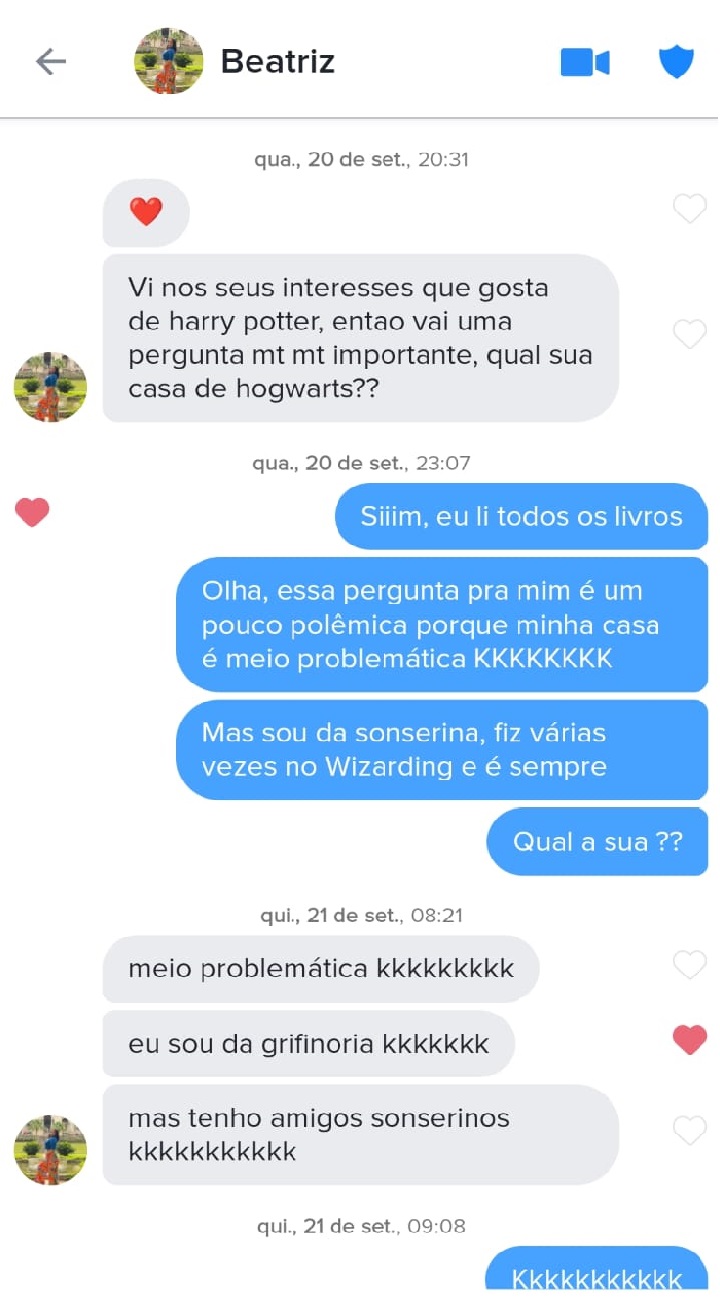 Beatriz
qua., 20 de set., 20:31
❤️
Vi nos seus interesses que gosta
de harry potter, entao vai uma
pergunta mt mt importante, qual sua
casa de hogwarts??
qua., 20 de set., 23:07
Siiim, eu li todos os livros
Olha, essa pergunta pra mim é um
pouco polêmica porque minha casa
é meio problemática KKKKKKKK
Mas sou da sonserina, fiz várias
vezes no Wizarding e é sempre
Qual a sua ??
qui., 21 de set., 08:21
meio problemática kkkkkkkkk
eu sou da grifinoria kkkkkkk
mas tenho amigos sonserinos
kkkkkkkkkkk
qui., 21 de set., 09:08
Kkkkkkkkkkk